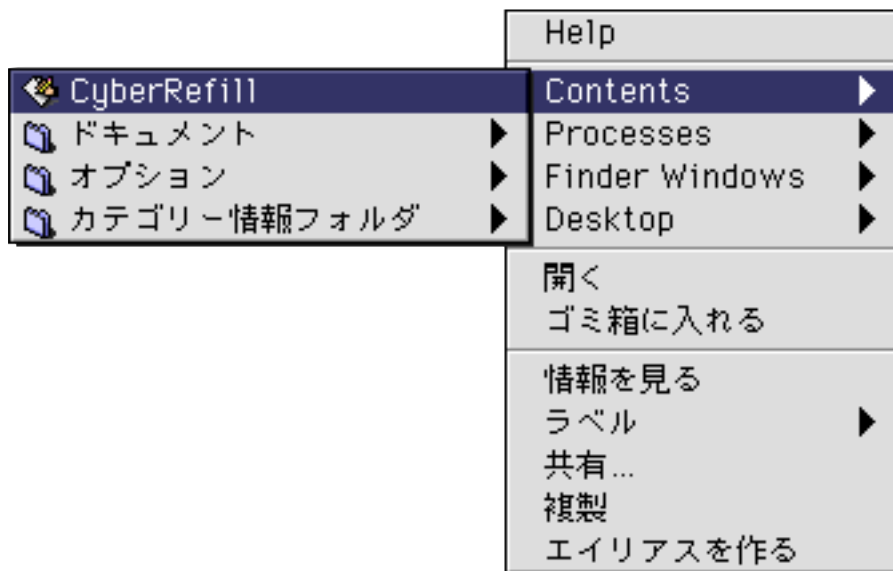 Help
Contents
Processes
Finder Windows
Desktop
開く
ゴミ箱に入れる
情報を見る
ラベル
共有...
複製
エイリアスを作る
CyberRefill
ドキュメント
オプション
カテゴリー情報フォルダ